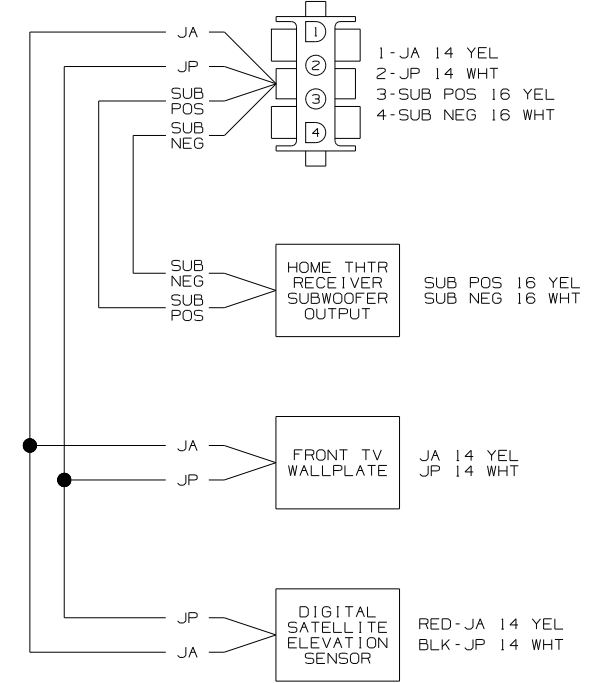 JA
JP
SUB
POS
SUB
NEG
1
2
3
4
1-JA 14 YEL
2-JP 14 WHT
3-SUB POS 16 YEL
4-SUB NEG 16 WHT
SUB
NEG
SUB
POS
HOME THTR
RECEIVER
SUBWOOFER
OUTPUT
SUB POS 16 YEL
SUB NEG 16 WHT
JA
JP
FRONT TV
WALLPLATE
JA 14 YEL
JP 14 WHT
JP
JA
DIGITAL
SATELLITE
ELEVATION
SENSOR
RED-JA 14 YEL
BLK-JP 14 WHT